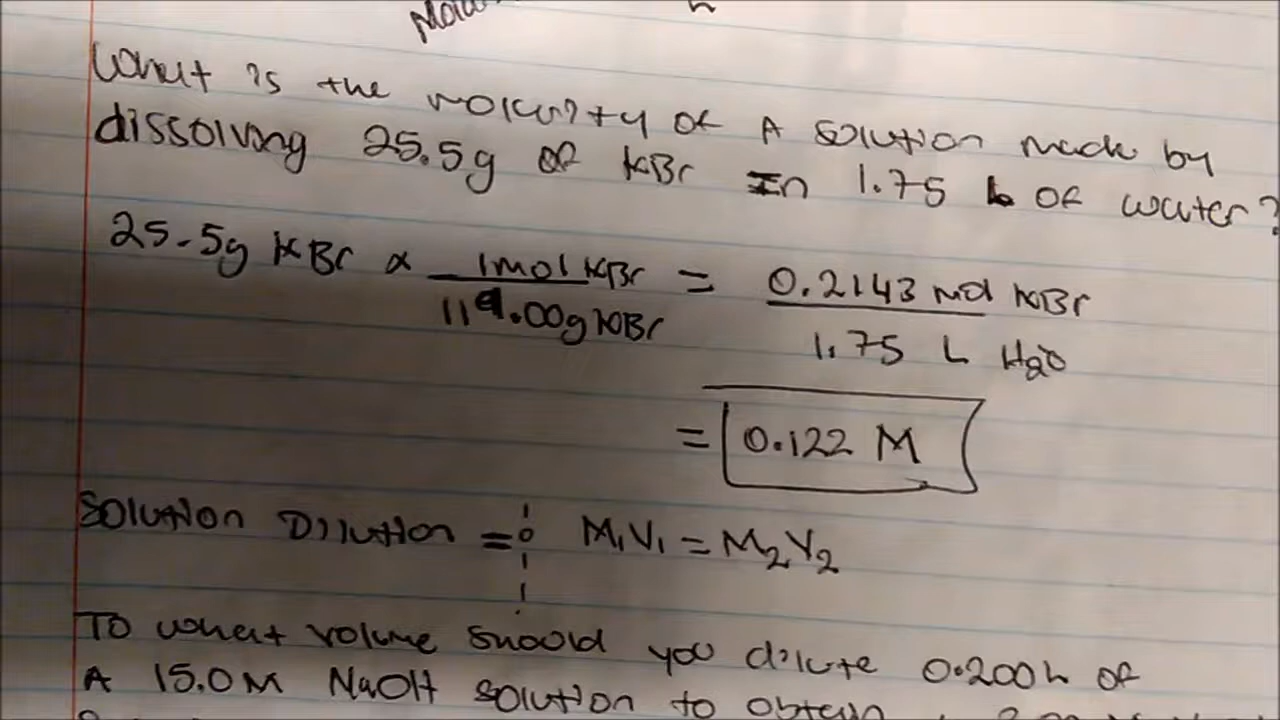 What is the molarity of A solution made by
dissolving 25.5g of KBr In 1.75 L of water?
25.5g KBr x 1mol KBr / 119.00g KBr = 0.2143 mol KBr / 1.75 L H2O
= 0.122 M
Solution Dilution = M1V1 = M2V2
To what volume should you dilute 0.200L of
A 15.0M NaOH solution to obtain